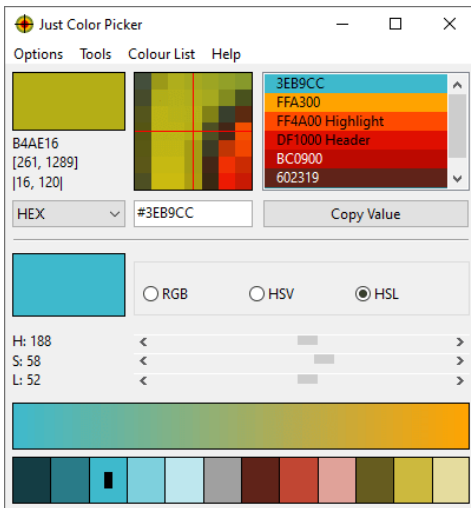 Just Color Picker
Options Tools Colour List Help
B4AE16
[261, 1289]
|16, 120|
3EB9CC
FFA300
FF4A00 Highlight
DF1000 Header
BC0900
602319
HEX #3EB9CC Copy Value
RGB HSV HSL
H: 188
S: 58
L: 52